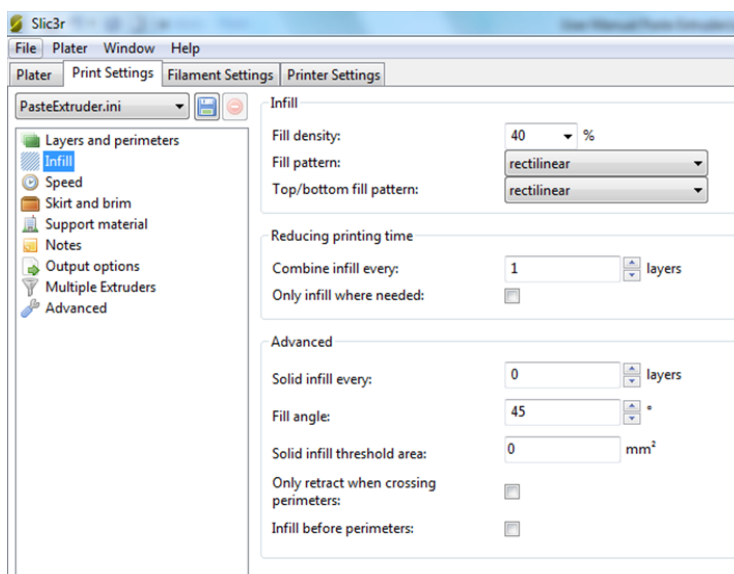 Slic3r
File Plater Window Help
Plater Print Settings Filament Settings Printer Settings
PasteExtruder.ini
Layers and perimeters
Infill
Speed
Skirt and brim
Support material
Notes
Output options
Multiple Extruders
Advanced
Infill
Fill density: 40 %
Fill pattern: rectilinear
Top/bottom fill pattern: rectilinear
Reducing printing time
Combine infill every: 1 layers
Only infill where needed:
Advanced
Solid infill every: 0 layers
Fill angle: 45 °
Solid infill threshold area: 0 mm²
Only retract when crossing
perimeters:
Infill before perimeters: